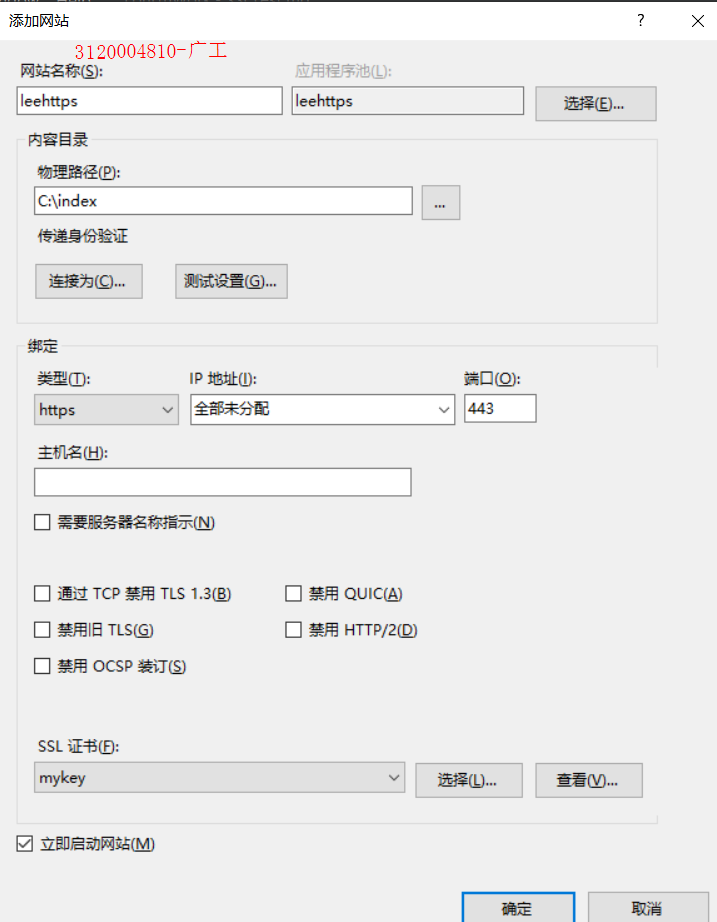 添加网站
3120004810-广工
网站名称(S): 应用程序池(L):
leehttps leehttps 选择(E)...
内容目录
物理路径(P):
C:\index ...
传递身份验证
连接为(C)... 测试设置(G)...
绑定
类型(T): IP 地址(I): 端口(O):
https 全部未分配 443
主机名(H):
需要服务器名称指示(N)
通过 TCP 禁用 TLS 1.3(B) 禁用 QUIC(A)
禁用旧 TLS(G) 禁用 HTTP/2(D)
禁用 OCSP 装订(S)
SSL 证书(F):
mykey 选择(L)... 查看(V)...
立即启动网站(M)
确定 取消